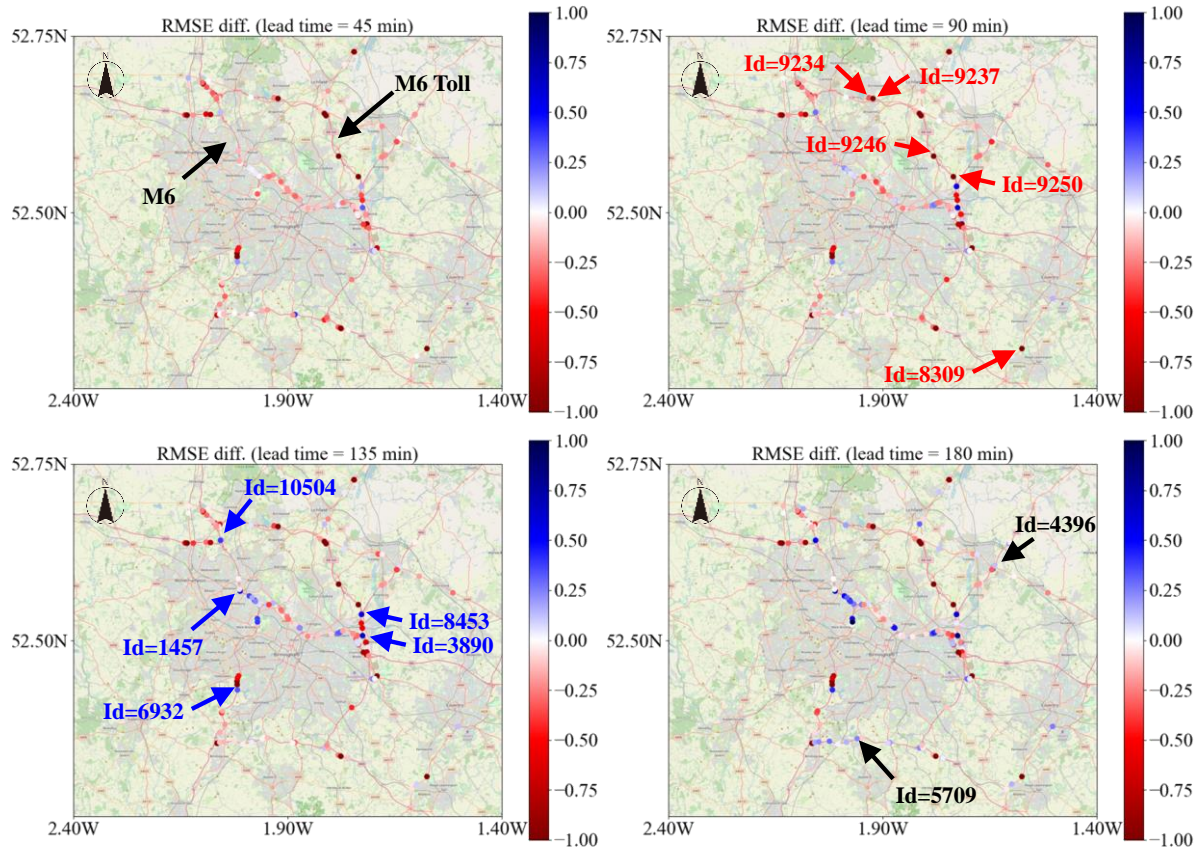 RMSE diff. (lead time = 45 min)
52.75N
N
M6 Toll
M6
52.50N
2.40W
1.90W
1.40W
1.00
0.75
0.50
0.25
0.00
−0.25
−0.50
−0.75
−1.00
RMSE diff. (lead time = 90 min)
52.75N
N
Id=9234
Id=9237
Id=9246
Id=9250
52.50N
Id=8309
2.40W
1.90W
1.40W
1.00
0.75
0.50
0.25
0.00
−0.25
−0.50
−0.75
−1.00
RMSE diff. (lead time = 135 min)
52.75N
N
Id=10504
Id=8453
Id=3890
Id=1457
52.50N
Id=6932
2.40W
1.90W
1.40W
1.00
0.75
0.50
0.25
0.00
−0.25
−0.50
−0.75
−1.00
RMSE diff. (lead time = 180 min)
52.75N
N
Id=4396
52.50N
Id=5709
2.40W
1.90W
1.40W
1.00
0.75
0.50
0.25
0.00
−0.25
−0.50
−0.75
−1.00